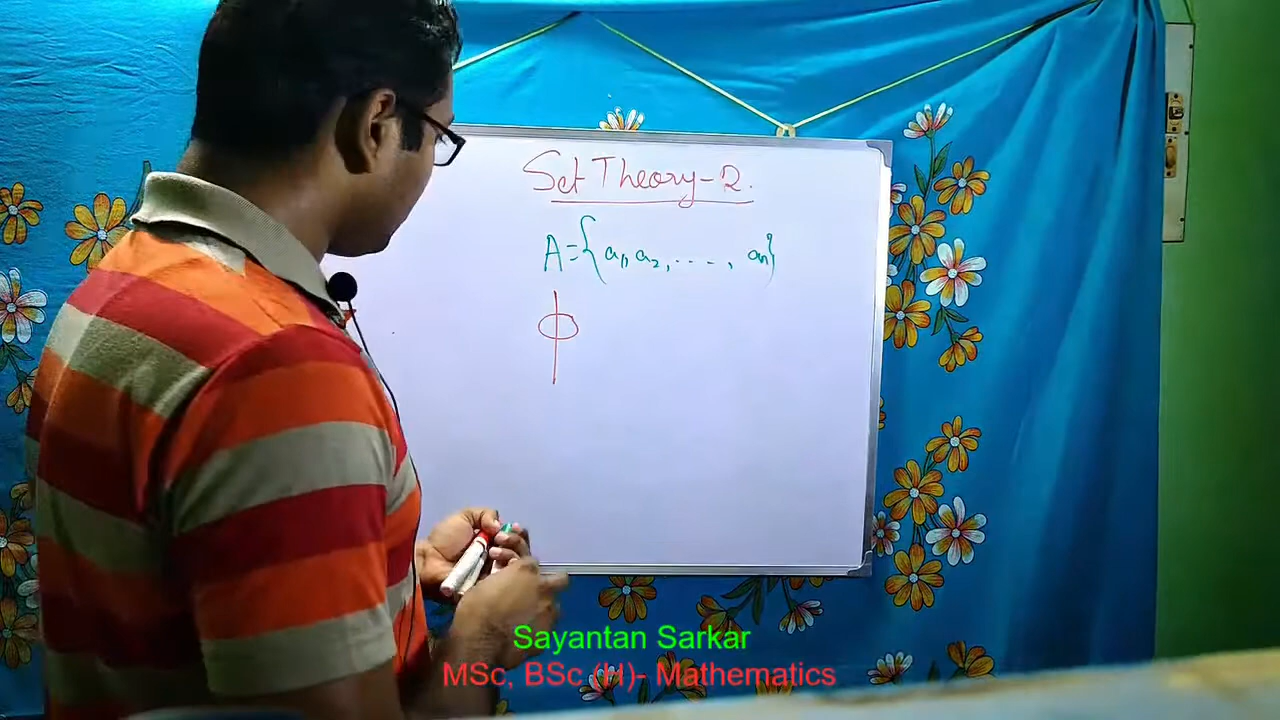 Set Theory-2.
A={a₁,a₂,....., aₙ}
ϕ
Sayantan Sarkar
MSc, BSc (H)- Mathematics